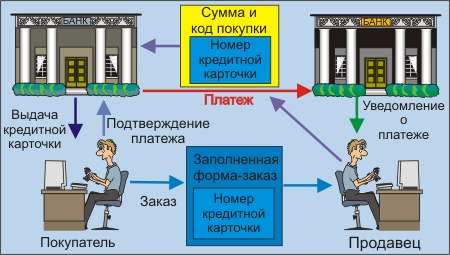 БАНК
Сумма и
код покупки
Номер
кредитной
карточки
БАНК
Платеж
Выдача
кредитной
карточки
Подтверждение
платежа
Уведомление
о
платеже
Заполненная
форма-заказ
Номер
кредитной
карточки
Заказ
Покупатель
Продавец